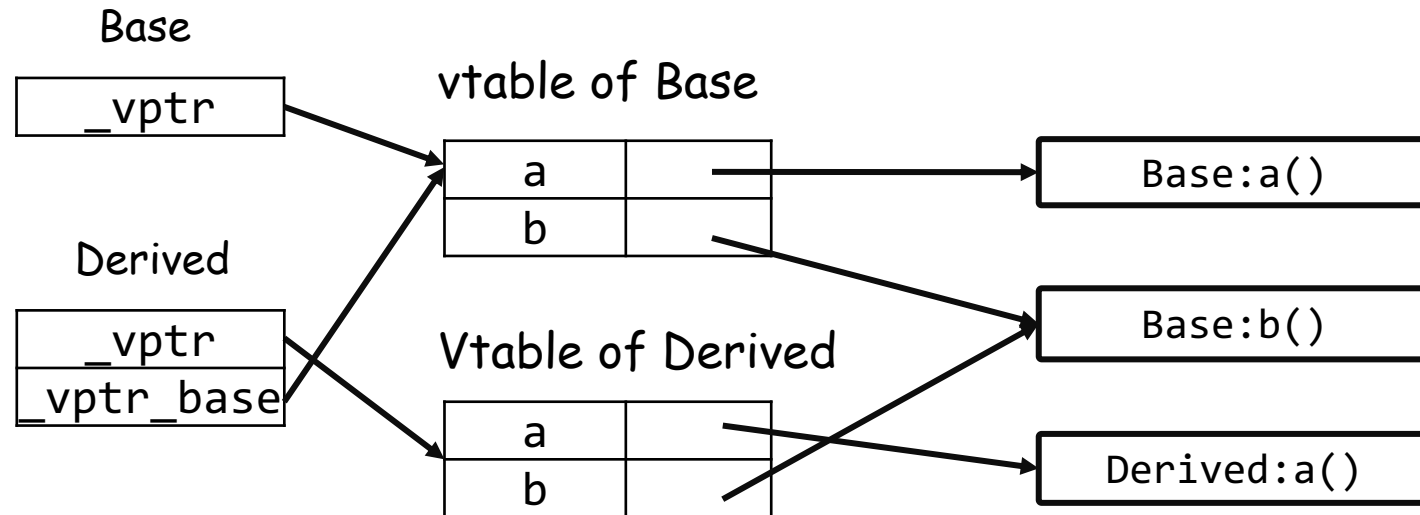 Base
_vptr
vtable of Base
a
b
Base:a()
Derived
_vptr
_vptr_base
Vtable of Derived
a
b
Base:b()
Derived:a()